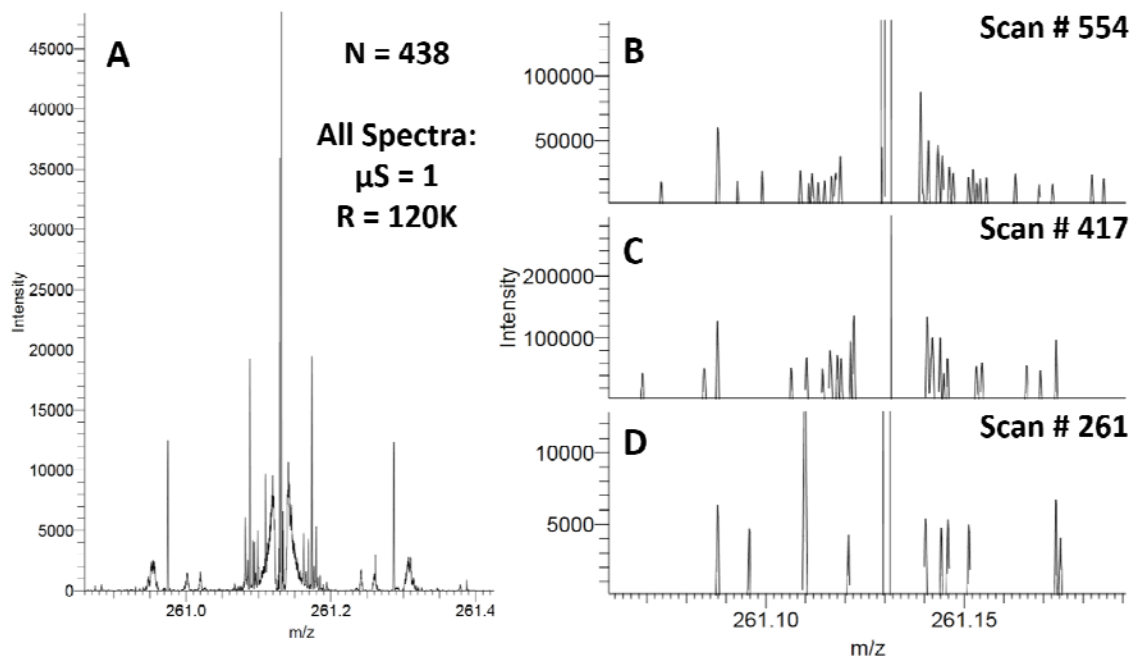 A
N = 438
All Spectra:
µS = 1
R = 120K
Intensity
45000
40000
35000
30000
25000
20000
15000
10000
5000
0
261.0
261.2
261.4
m/z
B
Scan # 554
100000
50000
C
Scan # 417
Intensity
200000
100000
D
Scan # 261
10000
5000
261.10
261.15
m/z